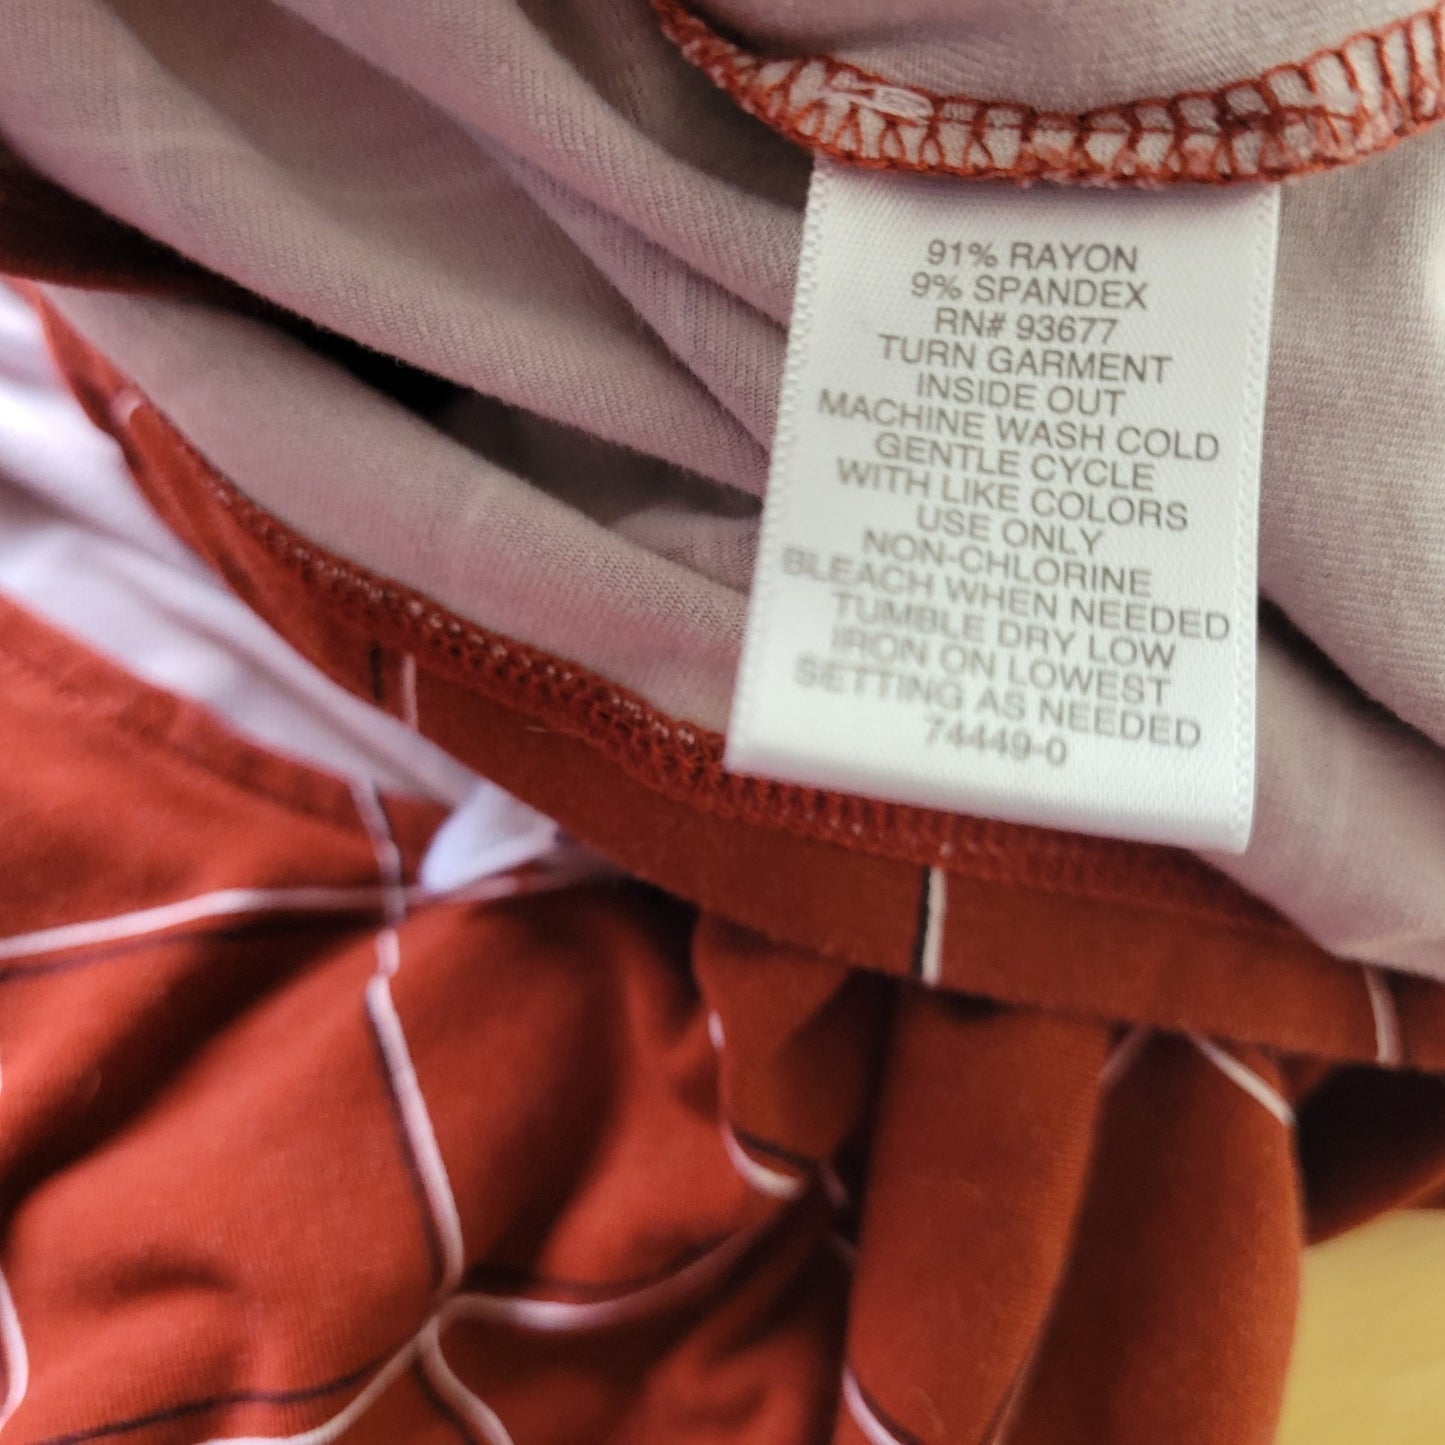 91% RAYON
9% SPANDEX
RN# 93677
TURN GARMENT
INSIDE OUT
MACHINE WASH COLD
GENTLE CYCLE
WITH LIKE COLORS
USE ONLY
NON-CHLORINE
BLEACH WHEN NEEDED
TUMBLE DRY LOW
IRON ON LOWEST
SETTING AS NEEDED
74449-0